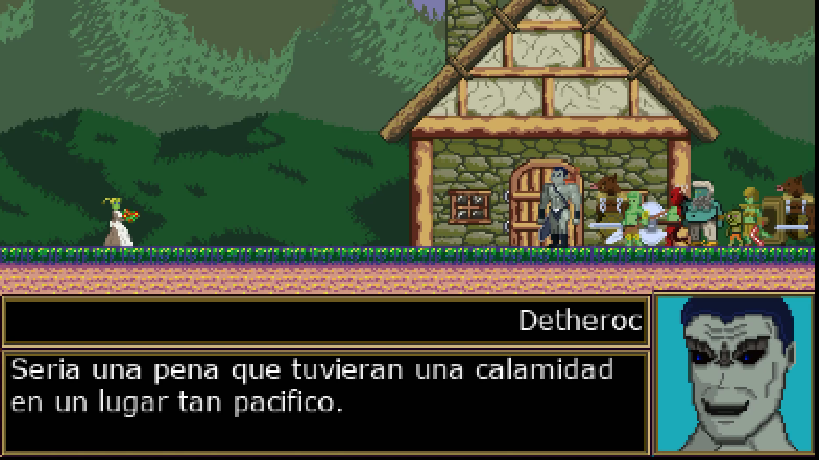 Detheroc
Seria una pena que tuvieran una calamidad
en un lugar tan pacifico.